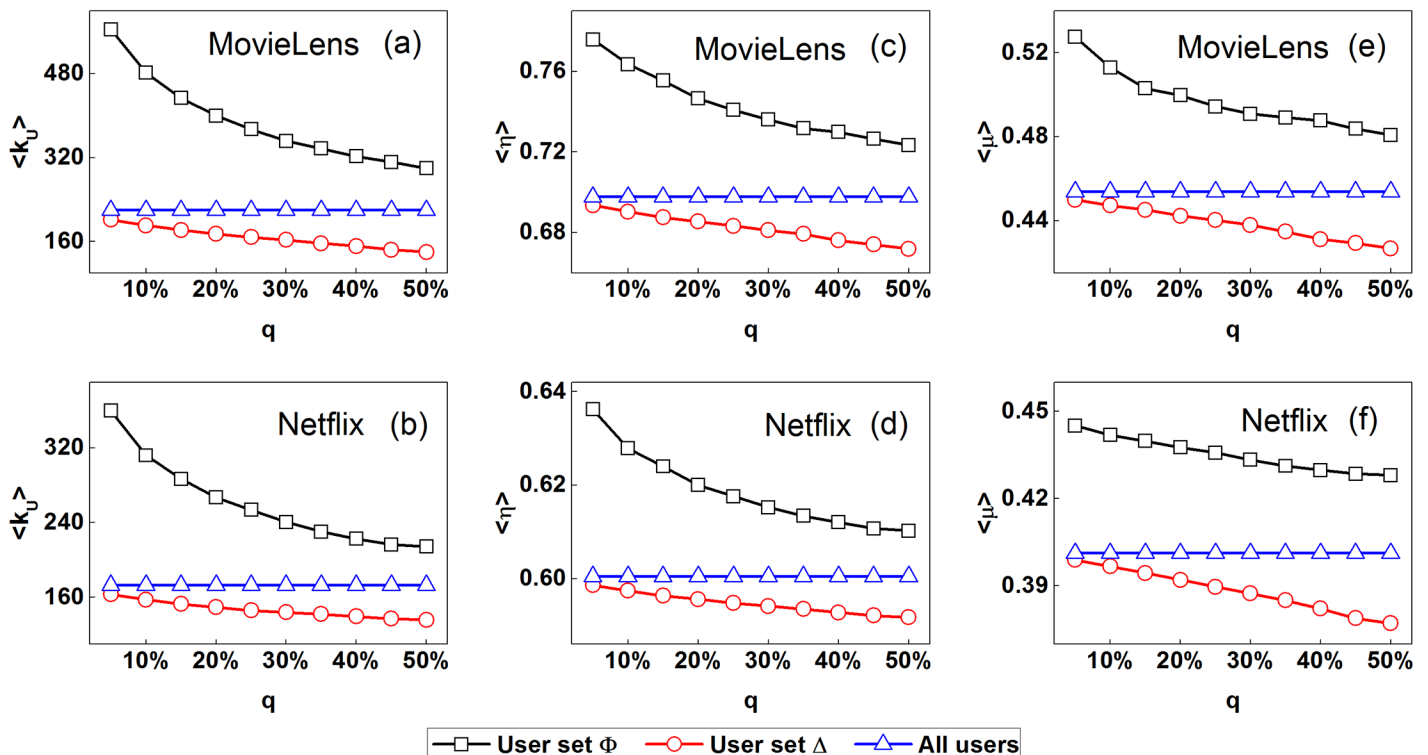 MovieLens (a)
<k_U>
480
320
160
10% 20% 30% 40% 50%
q
MovieLens (c)
<η>
0.76
0.72
0.68
10% 20% 30% 40% 50%
q
MovieLens (e)
<μ>
0.52
0.48
0.44
10% 20% 30% 40% 50%
q
Netflix (b)
<k_U>
320
240
160
10% 20% 30% 40% 50%
q
Netflix (d)
<η>
0.64
0.62
0.60
10% 20% 30% 40% 50%
q
Netflix (f)
<μ>
0.45
0.42
0.39
10% 20% 30% 40% 50%
q
User set Φ User set Δ All users